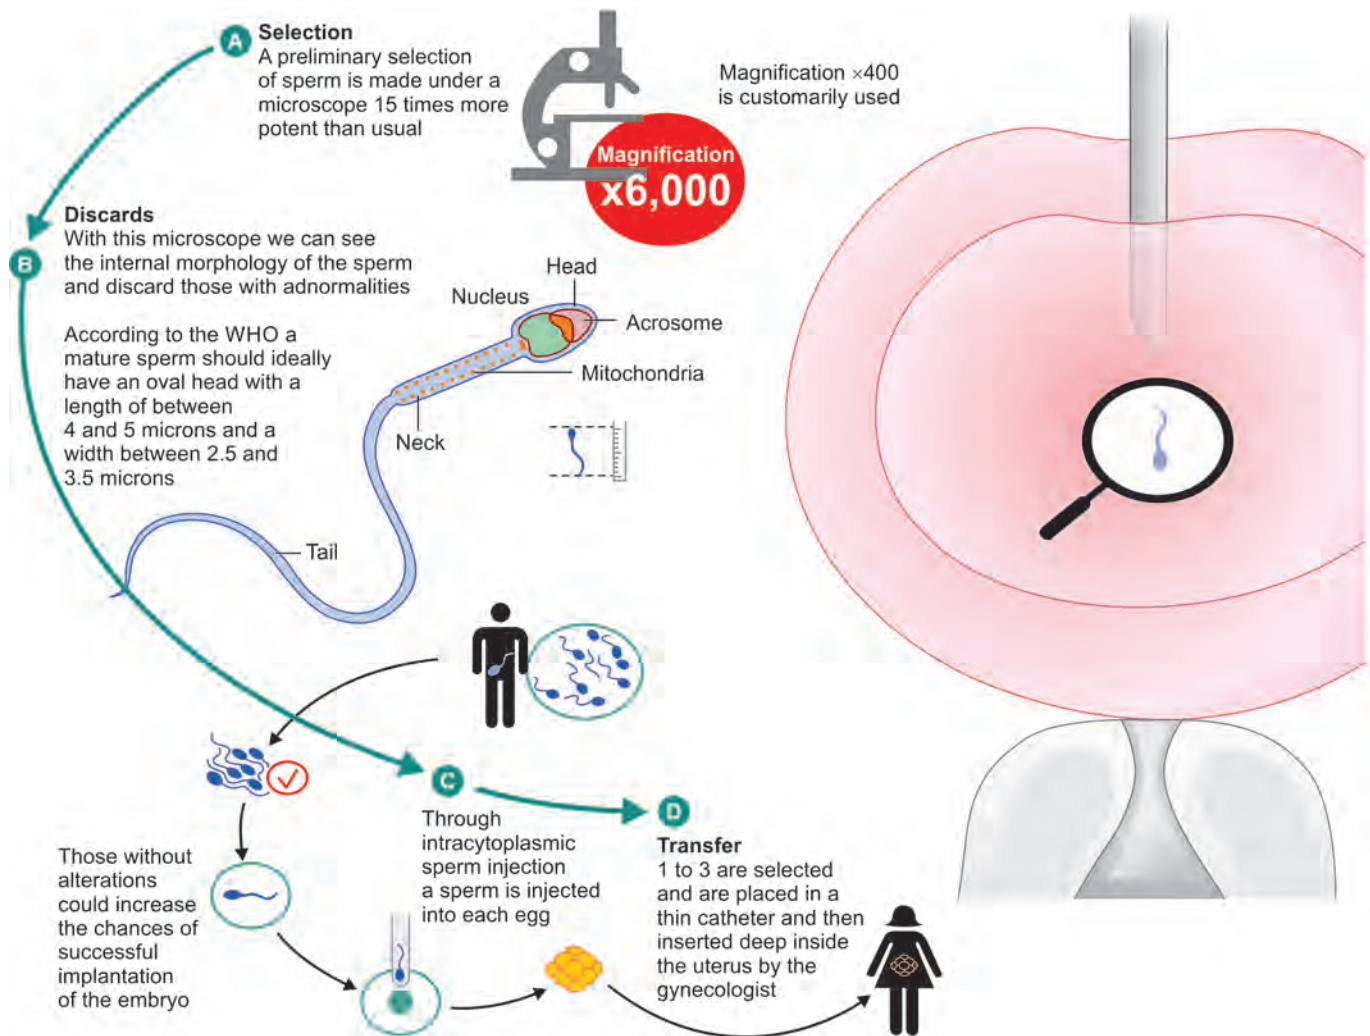 A
Selection
A preliminary selection
of sperm is made under a
microscope 15 times more
potent than usual
Magnification
x6,000
Magnification ×400
is customarily used
B
Discards
With this microscope we can see
the internal morphology of the sperm
and discard those with adnormalities
According to the WHO a
mature sperm should ideally
have an oval head with a
length of between
4 and 5 microns and a
width between 2.5 and
3.5 microns
Head
Nucleus
Acrosome
Mitochondria
Neck
Tail
C
Through
intracytoplasmic
sperm injection
a sperm is injected
into each egg
D
Transfer
1 to 3 are selected
and are placed in a
thin catheter and then
inserted deep inside
the uterus by the
gynecologist
Those without
alterations
could increase
the chances of
successful
implantation
of the embryo